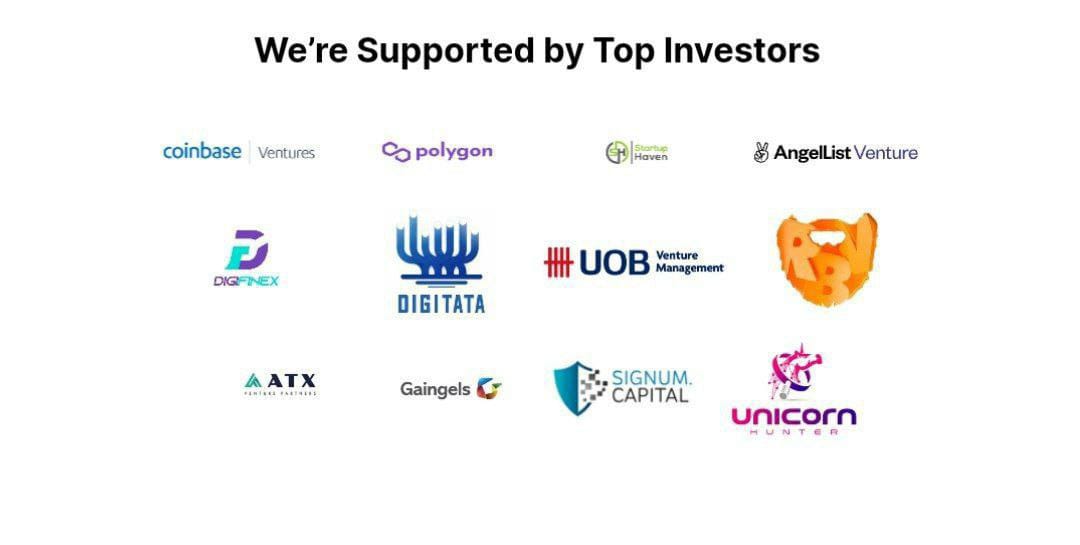 We're Supported by Top Investors
coinbase Ventures
polygon
SH Startup
Haven
AngelList Venture
DIGIFINEX
DIGITATA
UOB Venture
Management
RBV
ATX
VENTURE PARTNERS
Gaingels
SIGNUM.
CAPITAL
UNICORN
HUNTER